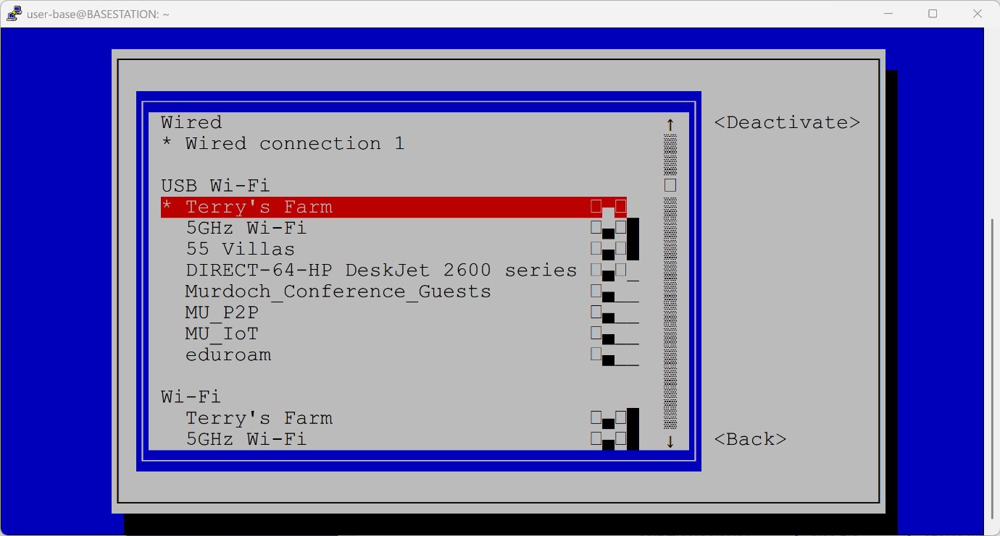 user-base@BASESTATION: ~
Wired
* Wired connection 1
<Deactivate>
USB Wi-Fi
* Terry's Farm
5GHz Wi-Fi
55 Villas
DIRECT-64-HP DeskJet 2600 series
Murdoch_Conference_Guests
MU_P2P
MU_IoT
eduroam
Wi-Fi
Terry's Farm
5GHz Wi-Fi
<Back>